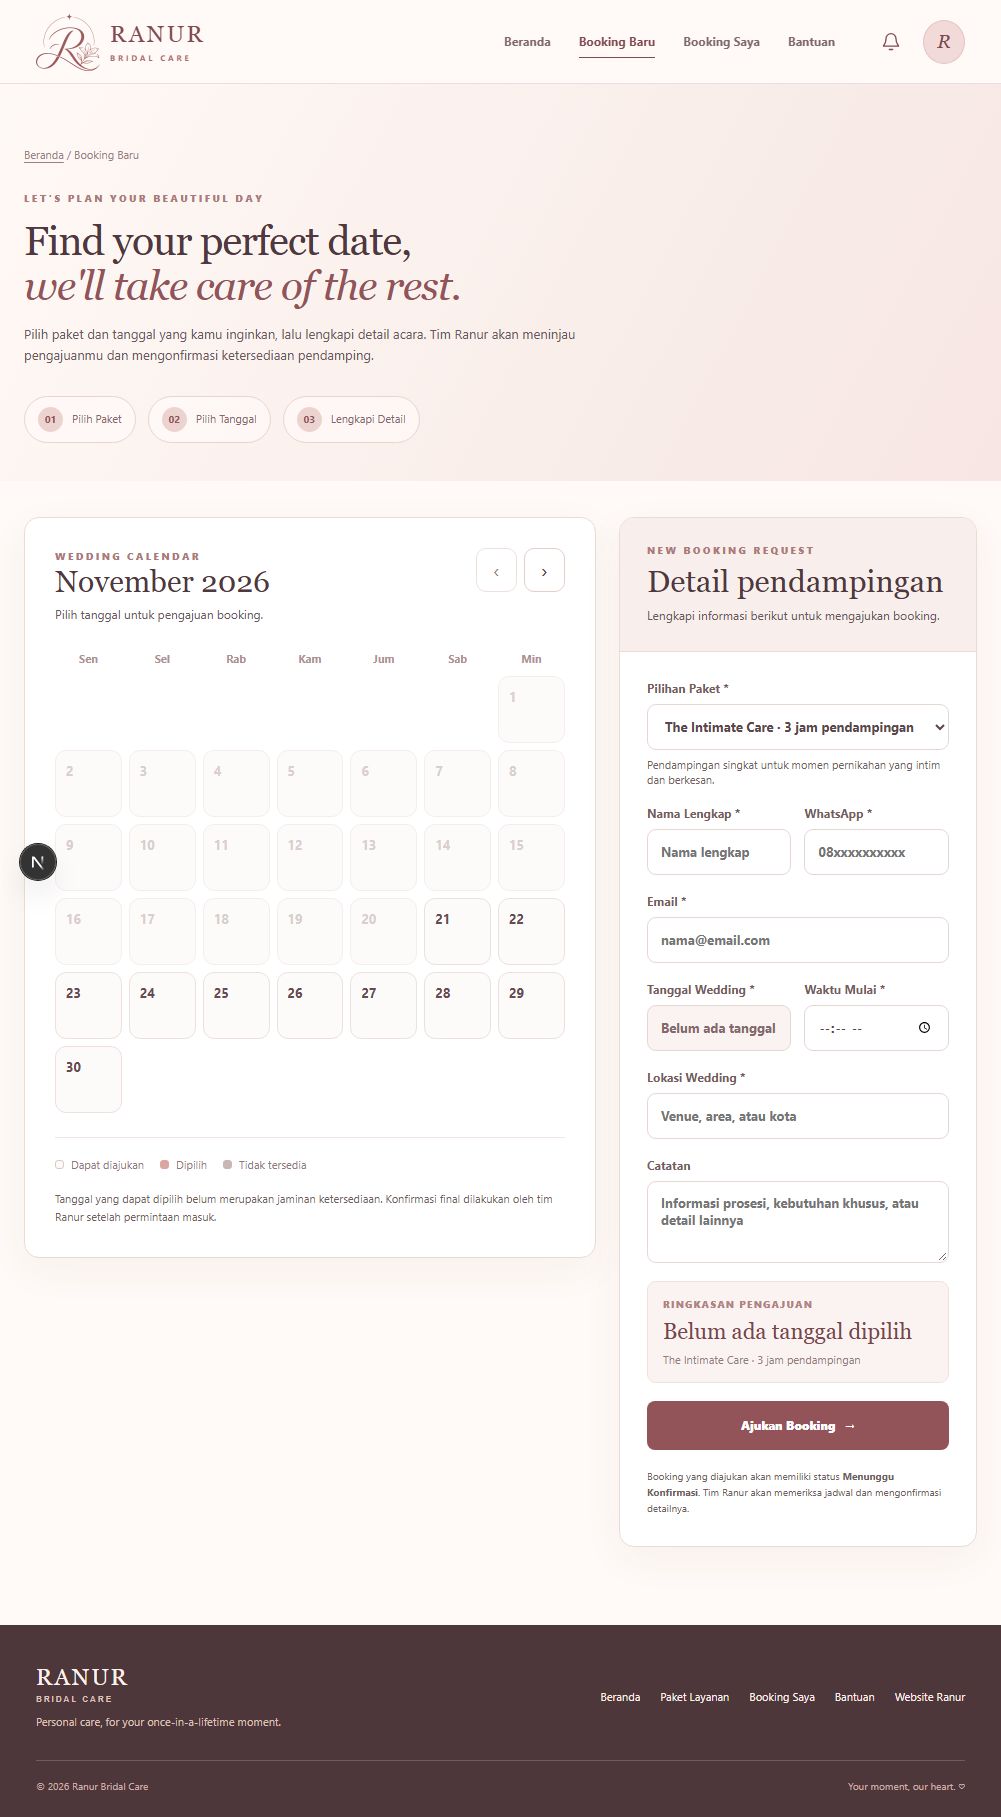 RANUR
BRIDAL CARE
Beranda
Booking Baru
Booking Saya
Bantuan
R
Beranda / Booking Baru
LET'S PLAN YOUR BEAUTIFUL DAY
Find your perfect date,
we'll take care of the rest.
Pilih paket dan tanggal yang kamu inginkan, lalu lengkapi detail acara. Tim Ranur akan meninjau
pengajuanmu dan mengonfirmasi ketersediaan pendamping.
01 Pilih Paket
02 Pilih Tanggal
03 Lengkapi Detail
WEDDING CALENDAR
November 2026
‹ ›
Pilih tanggal untuk pengajuan booking.
Sen Sel Rab Kam Jum Sab Min
1
2 3 4 5 6 7 8
9 10 11 12 13 14 15
16 17 18 19 20 21 22
23 24 25 26 27 28 29
30
Dapat diajukan Dipilih Tidak tersedia
Tanggal yang dapat dipilih belum merupakan jaminan ketersediaan. Konfirmasi final dilakukan oleh tim
Ranur setelah permintaan masuk.
N
NEW BOOKING REQUEST
Detail pendampingan
Lengkapi informasi berikut untuk mengajukan booking.
Pilihan Paket *
The Intimate Care · 3 jam pendampingan
Pendampingan singkat untuk momen pernikahan yang intim
dan berkesan.
Nama Lengkap * WhatsApp *
Nama lengkap 08xxxxxxxxxx
Email *
nama@email.com
Tanggal Wedding * Waktu Mulai *
Belum ada tanggal --:-- --
Lokasi Wedding *
Venue, area, atau kota
Catatan
Informasi prosesi, kebutuhan khusus, atau
detail lainnya
RINGKASAN PENGAJUAN
Belum ada tanggal dipilih
The Intimate Care · 3 jam pendampingan
Ajukan Booking →
Booking yang diajukan akan memiliki status Menunggu
Konfirmasi. Tim Ranur akan memeriksa jadwal dan mengonfirmasi
detailnya.
RANUR
BRIDAL CARE
Personal care, for your once-in-a-lifetime moment.
Beranda Paket Layanan Booking Saya Bantuan Website Ranur
© 2026 Ranur Bridal Care
Your moment, our heart. ♡